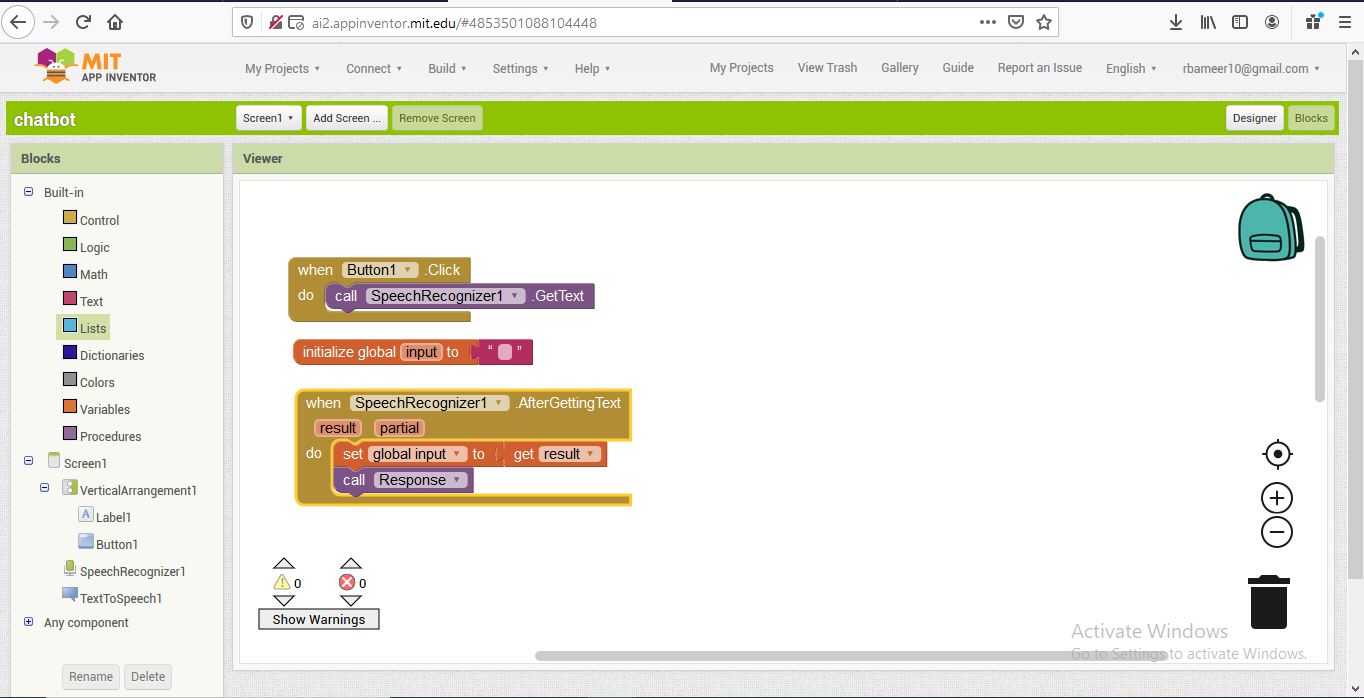 ai2.appinventor.mit.edu/#4853501088104448
MIT
APP INVENTOR
My Projects Connect Build Settings Help My Projects View Trash Gallery Guide Report an Issue English rbameer10@gmail.com
chatbot Screen1 Add Screen ... Remove Screen Designer Blocks
Blocks Viewer
Built-in
Control
Logic
Math
Text
Lists
Dictionaries
Colors
Variables
Procedures
Screen1
VerticalArrangement1
A Label1
Button1
SpeechRecognizer1
TextToSpeech1
Any component
Rename Delete
when Button1 .Click
do call SpeechRecognizer1 .GetText
initialize global input to “ ”
when SpeechRecognizer1 .AfterGettingText
result partial
do set global input to get result
call Response
0 0
Show Warnings
Activate Windows
Go to Settings to activate Windows.